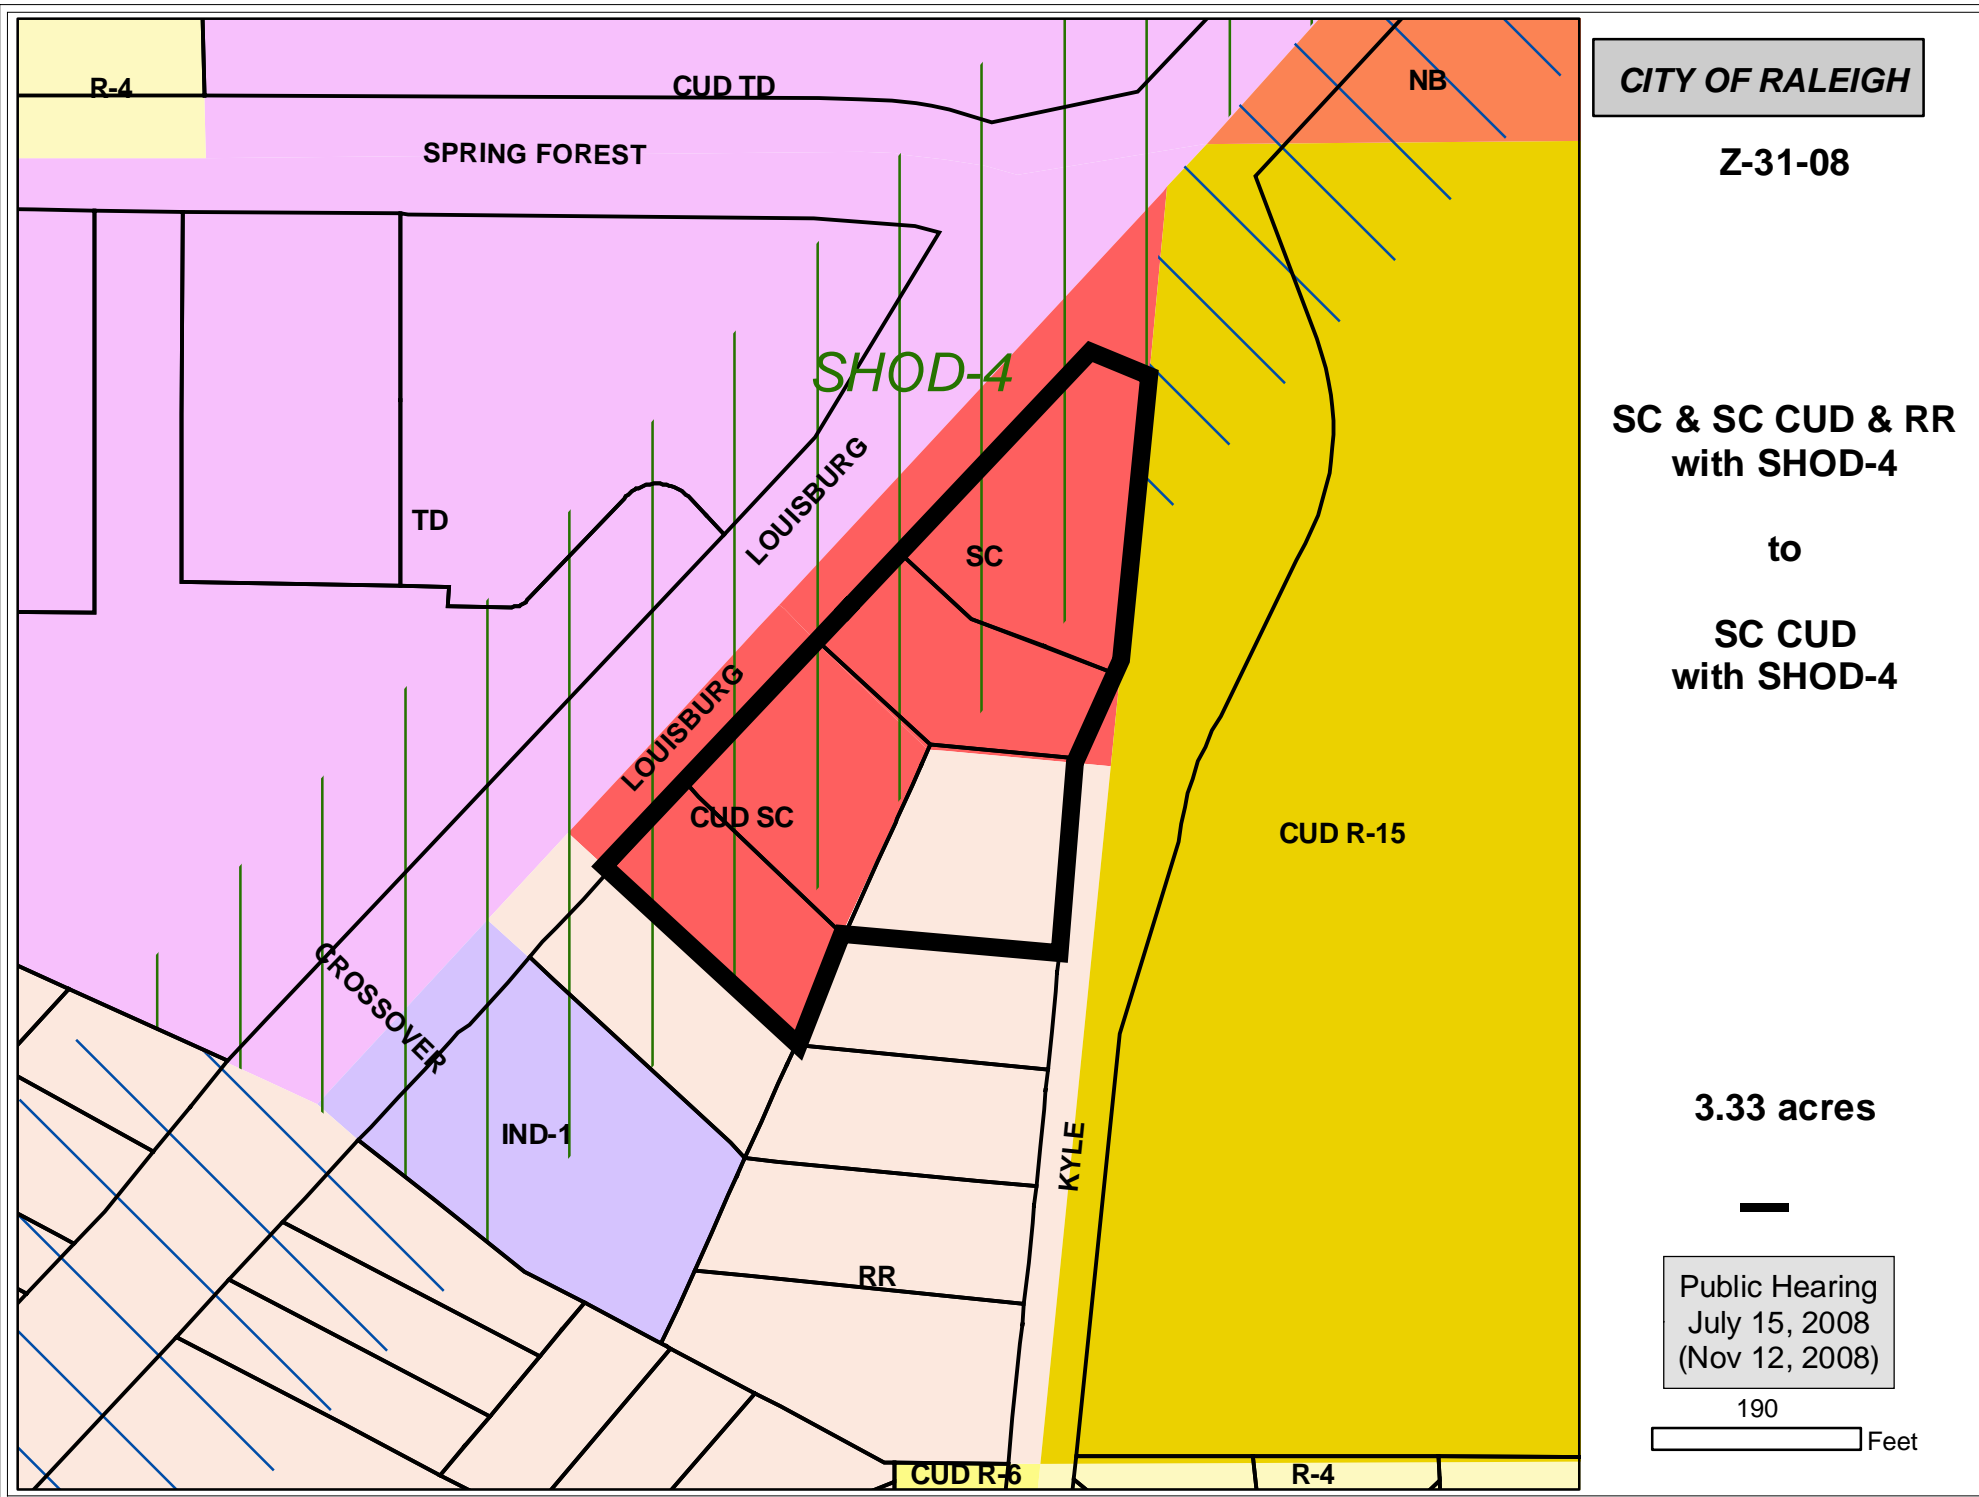 R-4
CUD TD
NB
SPRING FOREST
SHOD-4
LOUISBURG
TD
SC
LOUISBURG
CUD SC
CUD R-15
CROSSOVER
IND-1
KYLE
RR
CUD R-6
R-4
CITY OF RALEIGH
Z-31-08
SC & SC CUD & RR
with SHOD-4
to
SC CUD
with SHOD-4
3.33 acres
Public Hearing
July 15, 2008
(Nov 12, 2008)
190
Feet